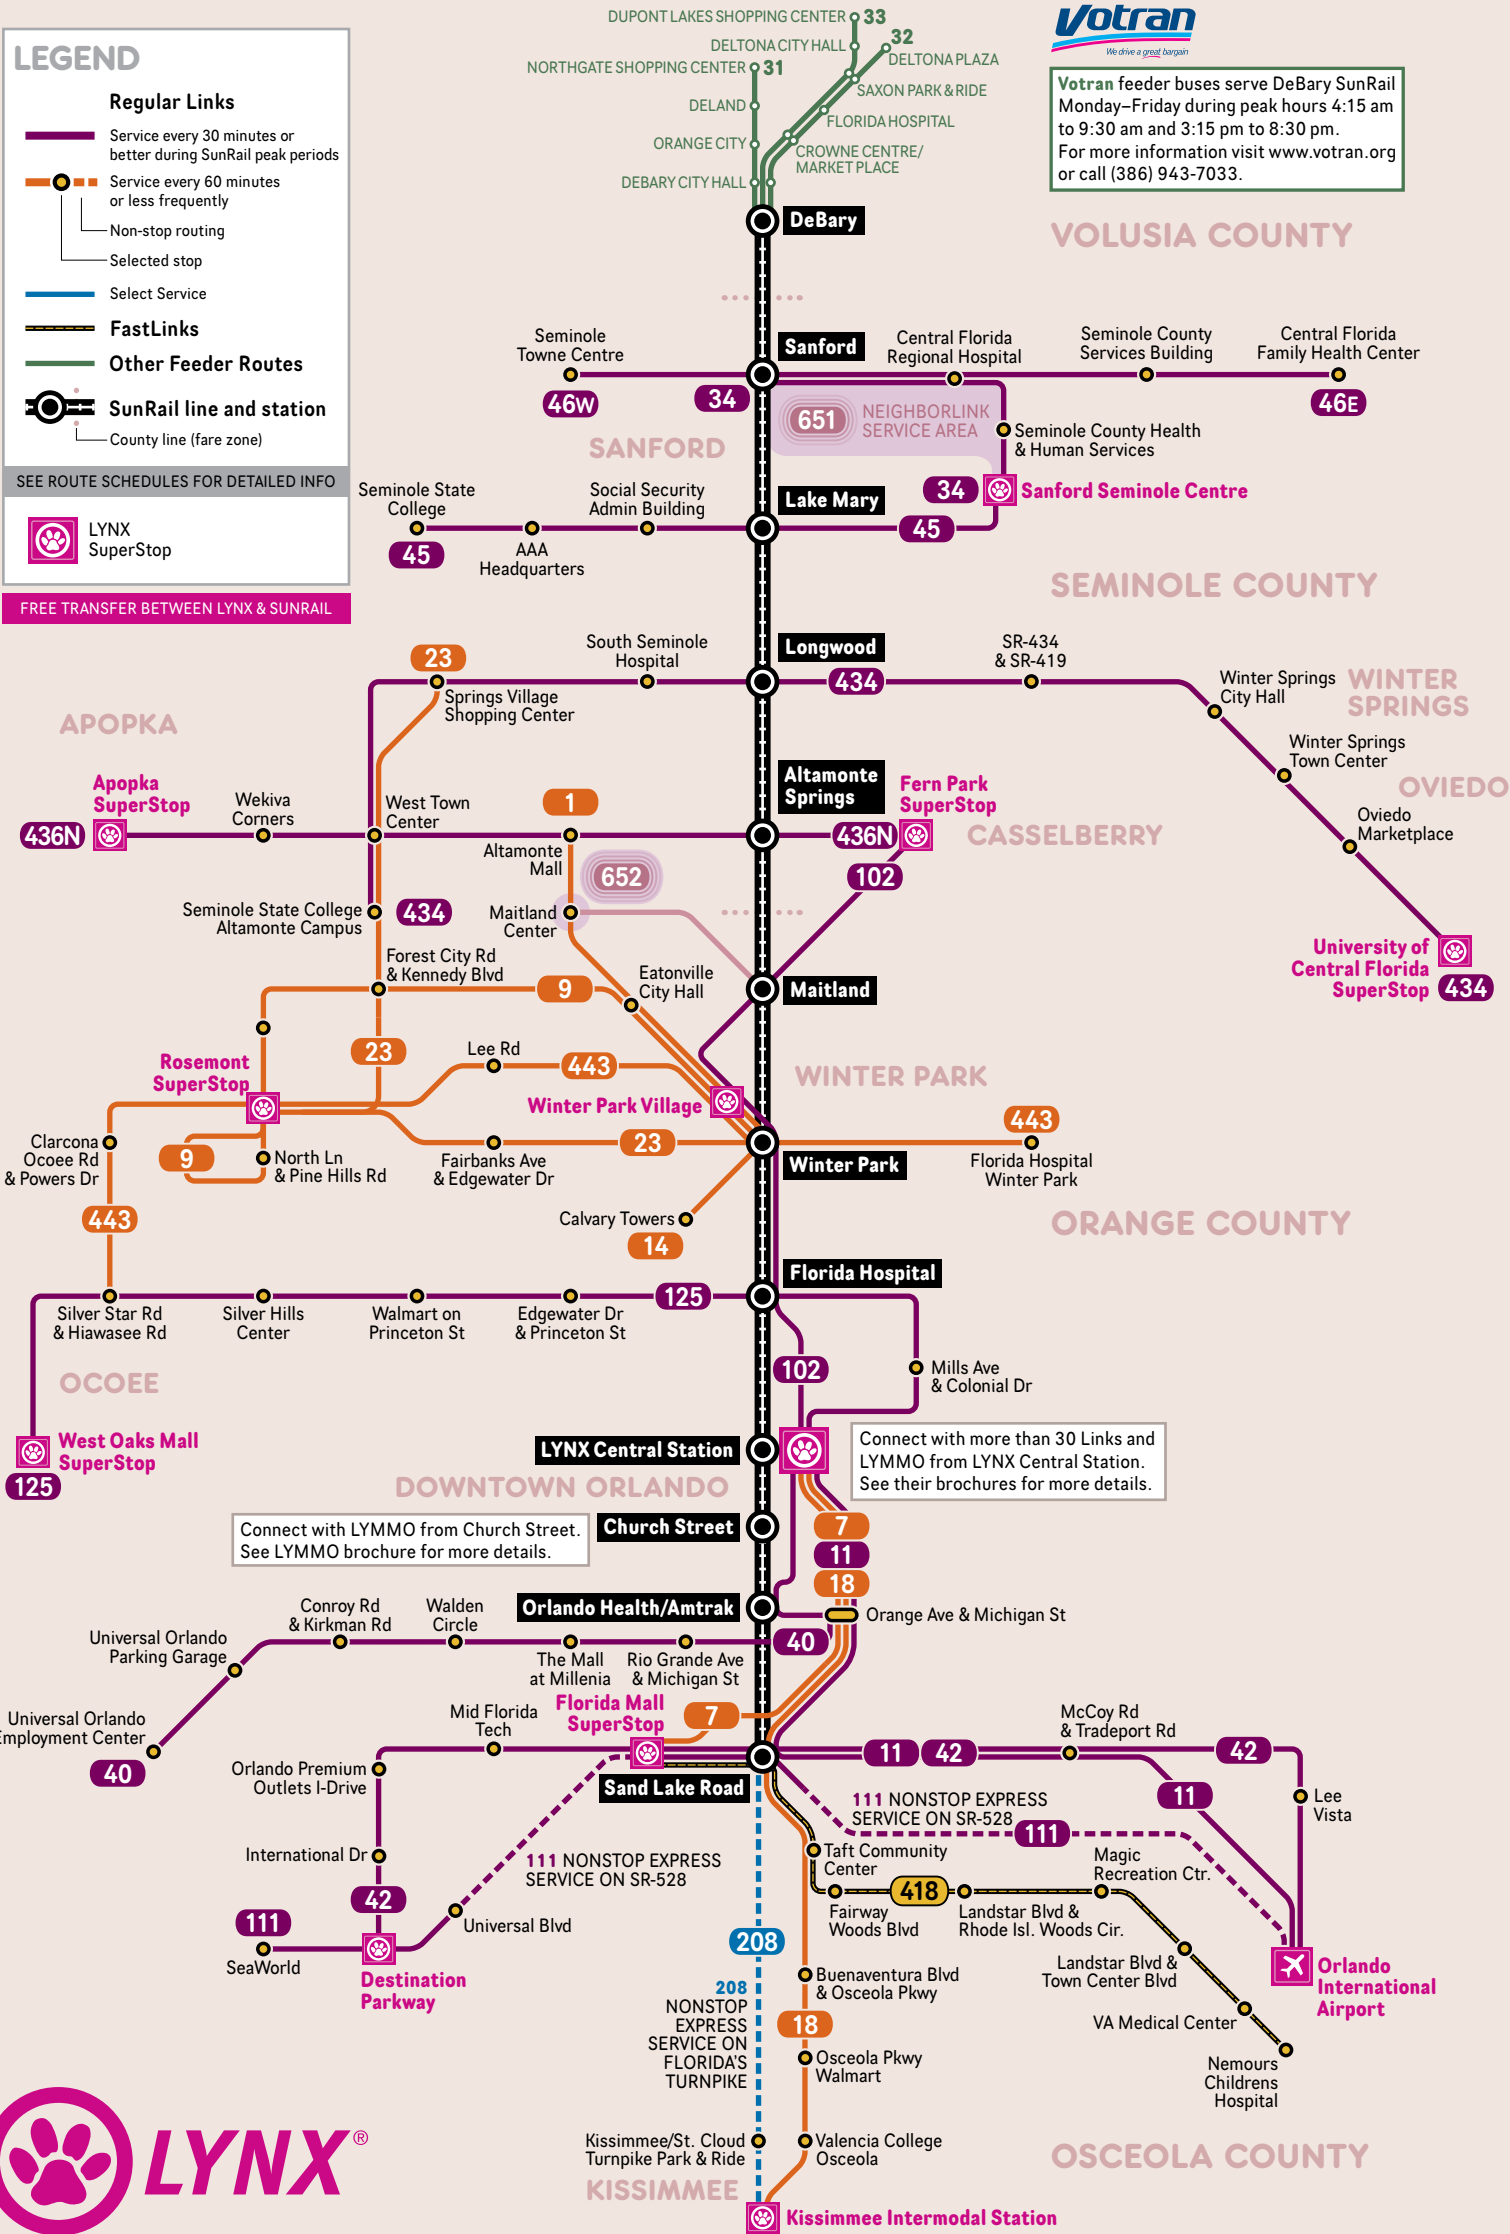 LEGEND
Regular Links
Service every 30 minutes or
better during SunRail peak periods
Service every 60 minutes
or less frequently
Non-stop routing
Selected stop
Select Service
FastLinks
Other Feeder Routes
SunRail line and station
County line (fare zone)
SEE ROUTE SCHEDULES FOR DETAILED INFO
LYNX
SuperStop
FREE TRANSFER BETWEEN LYNX & SUNRAIL
DUPONT LAKES SHOPPING CENTER
33
DELTONA CITY HALL
32
DELTONA PLAZA
NORTHGATE SHOPPING CENTER
31
SAXON PARK & RIDE
DELAND
FLORIDA HOSPITAL
ORANGE CITY
CROWNE CENTRE/
MARKET PLACE
DEBARY CITY HALL
DeBary
Votran
We drive a great bargain
Votran feeder buses serve DeBary SunRail
Monday–Friday during peak hours 4:15 am
to 9:30 am and 3:15 pm to 8:30 pm.
For more information visit www.votran.org
or call (386) 943-7033.
VOLUSIA COUNTY
Seminole
Towne Centre
46W
Sanford
34
Central Florida
Regional Hospital
Seminole County
Services Building
Central Florida
Family Health Center
46E
651
NEIGHBORLINK
SERVICE AREA
Seminole County Health
& Human Services
SANFORD
34
Sanford Seminole Centre
Seminole State
College
45
AAA
Headquarters
Social Security
Admin Building
Lake Mary
45
SEMINOLE COUNTY
23
Springs Village
Shopping Center
South Seminole
Hospital
Longwood
434
SR-434
& SR-419
Winter Springs
City Hall
WINTER
SPRINGS
Winter Springs
Town Center
OVIEDO
Oviedo
Marketplace
University of
Central Florida
SuperStop
434
APOPKA
Apopka
SuperStop
436N
Wekiva
Corners
West Town
Center
1
Altamonte
Mall
Altamonte
Springs
436N
Fern Park
SuperStop
CASSELBERRY
102
652
Seminole State College
Altamonte Campus
434
Maitland
Center
Forest City Rd
& Kennedy Blvd
9
Eatonville
City Hall
Maitland
23
Lee Rd
443
Rosemont
SuperStop
WINTER PARK
Winter Park Village
443
Clarcona
Ocoee Rd
& Powers Dr
9
North Ln
& Pine Hills Rd
Fairbanks Ave
& Edgewater Dr
23
Winter Park
Florida Hospital
Winter Park
443
Calvary Towers
14
ORANGE COUNTY
Florida Hospital
125
Silver Star Rd
& Hiawasee Rd
Silver Hills
Center
Walmart on
Princeton St
Edgewater Dr
& Princeton St
OCOEE
102
Mills Ave
& Colonial Dr
West Oaks Mall
SuperStop
125
LYNX Central Station
Connect with more than 30 Links and
LYMMO from LYNX Central Station.
See their brochures for more details.
DOWNTOWN ORLANDO
Connect with LYMMO from Church Street.
See LYMMO brochure for more details.
Church Street
7
11
18
Conroy Rd
& Kirkman Rd
Walden
Circle
Orlando Health/Amtrak
Orange Ave & Michigan St
Universal Orlando
Parking Garage
The Mall
at Millenia
Rio Grande Ave
& Michigan St
40
Universal Orlando
Employment Center
40
Mid Florida
Tech
Florida Mall
SuperStop
7
McCoy Rd
& Tradeport Rd
Orlando Premium
Outlets I-Drive
Sand Lake Road
11
42
42
111 NONSTOP EXPRESS
SERVICE ON SR-528
111
11
Lee
Vista
International Dr
111 NONSTOP EXPRESS
SERVICE ON SR-528
Taft Community
Center
Magic
Recreation Ctr.
42
418
111
SeaWorld
Universal Blvd
Fairway
Woods Blvd
Landstar Blvd &
Rhode Isl. Woods Cir.
Destination
Parkway
208
208
NONSTOP
EXPRESS
SERVICE ON
FLORIDA'S
TURNPIKE
Landstar Blvd &
Town Center Blvd
Orlando
International
Airport
Buenaventura Blvd
& Osceola Pkwy
18
VA Medical Center
Osceola Pkwy
Walmart
Nemours
Childrens
Hospital
Kissimmee/St. Cloud
Turnpike Park & Ride
Valencia College
Osceola
OSCEOLA COUNTY
KISSIMMEE
Kissimmee Intermodal Station
LYNX®